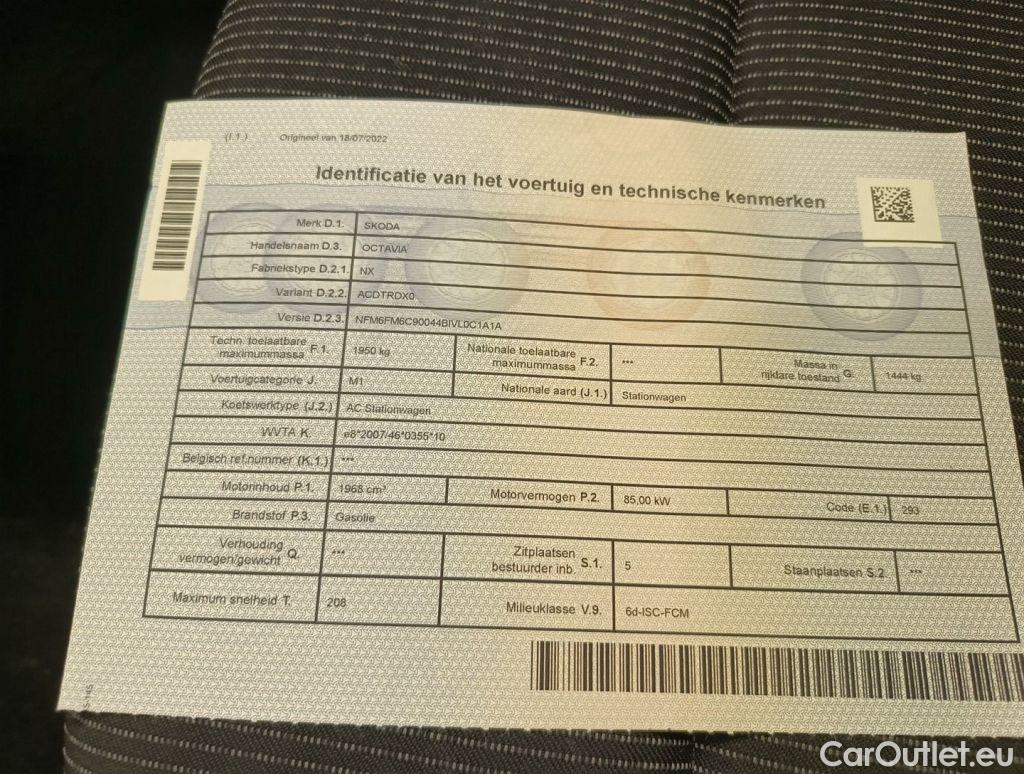 (I.1.) Origineel van 18/07/2022
Identificatie van het voertuig en technische kenmerken
Merk D.1. SKODA
Handelsnaam D.3. OCTAVIA
Fabriekstype D.2.1. NX
Variant D.2.2. ACDTRDX0
Versie D.2.3. NFM6FM6C90044BIVL0C1A1A
Techn. toelaatbare maximummassa F.1. 1950 kg Nationale toelaatbare maximummassa F.2. *** Massa in rijklare toestand G. 1444 kg
Voertuigcategorie J. M1 Nationale aard (J.1.) Stationwagen
Koetswerktype (J.2.) AC Stationwagen
WVTA K. e8*2007/46*0355*10
Belgisch ref.nummer (K.1.) ***
Motorinhoud P.1. 1968 cm³ Motorvermogen P.2. 85,00 kW Code (E.1.) 293
Brandstof P.3. Gasolie
Verhouding vermogen/gewicht Q. *** Zitplaatsen bestuurder inb. S.1. 5 Staanplaatsen S.2. ***
Maximum snelheid T. 208 Milieuklasse V.9. 6d-ISC-FCM
CarOutlet.eu